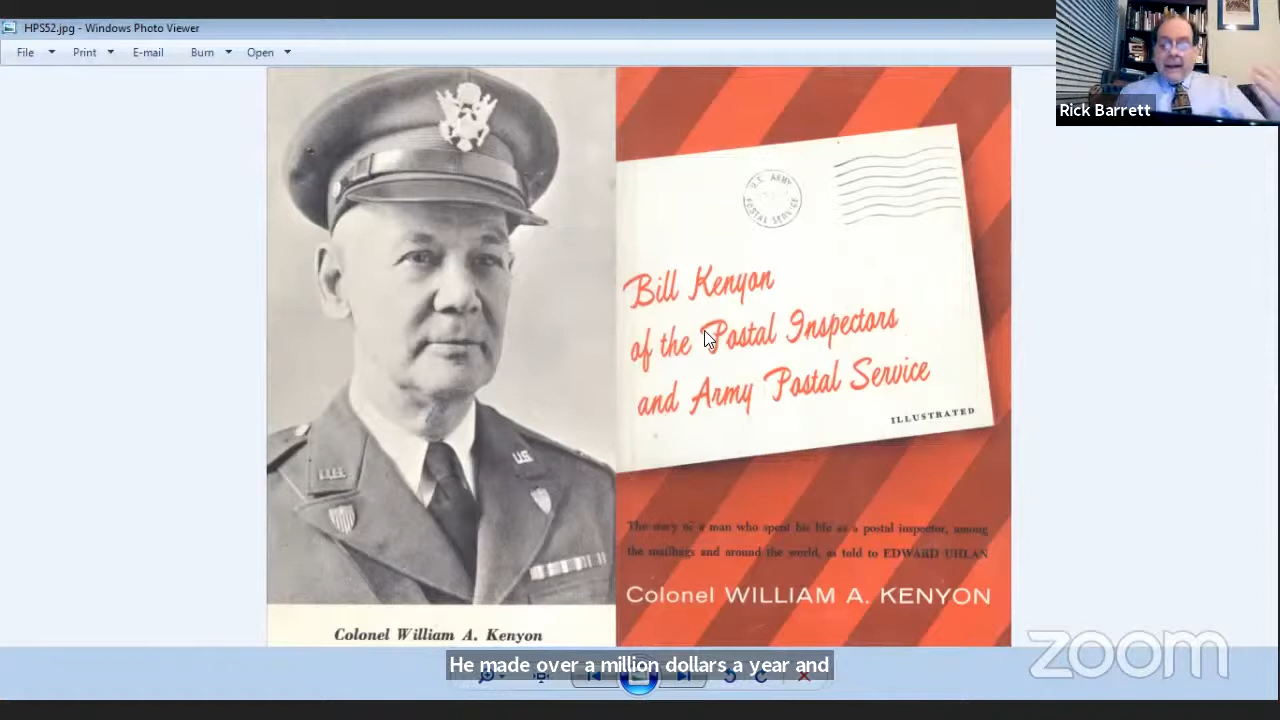 HPS52.jpg - Windows Photo Viewer
File
Print
E-mail
Burn
Open
Rick Barrett
U.S. ARMY
POSTAL SERVICE
Bill Kenyon
of the Postal Inspectors
and Army Postal Service
ILLUSTRATED
U.S.
The story of a man who spent his life as a postal inspector, among
the mailbags and around the world, as told to EDWARD UHLAN
Colonel WILLIAM A. KENYON
Colonel William A. Kenyon
He made over a million dollars a year and
zoom